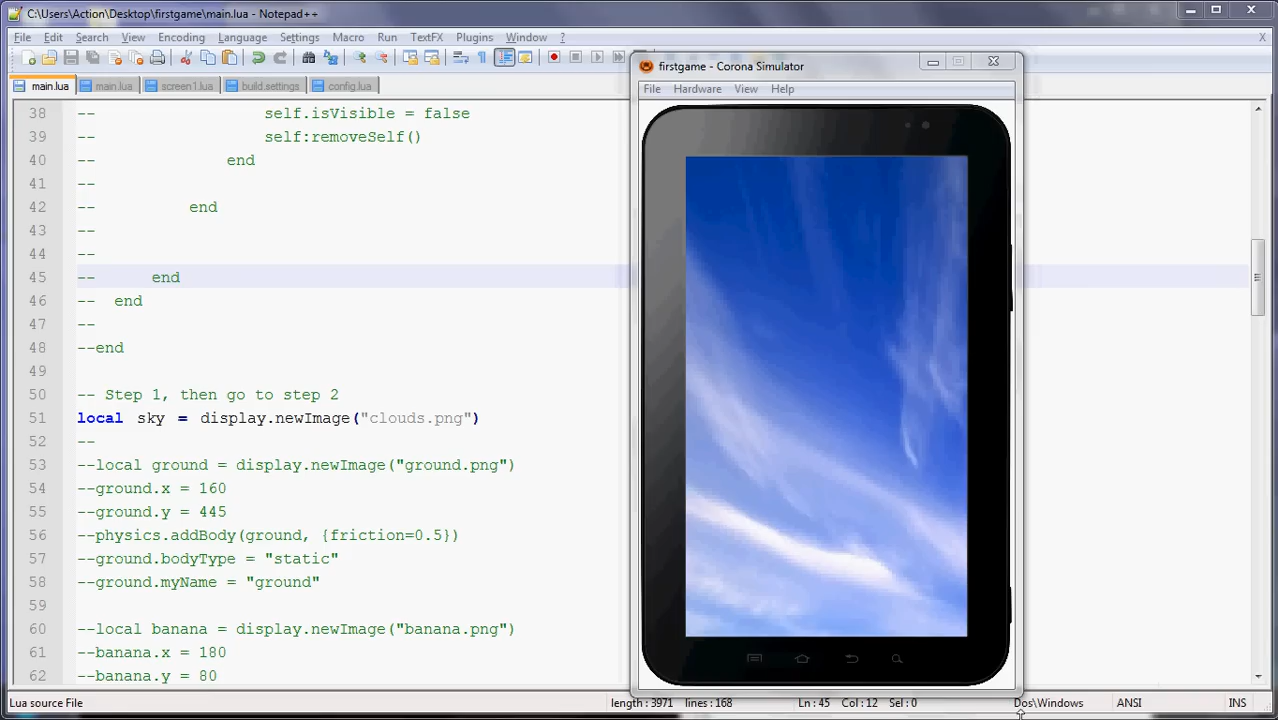 C:\Users\Action\Desktop\firstgame\main.lua - Notepad++
File Edit Search View Encoding Language Settings Macro Run TextFX Plugins Window ? X
main.lua main.lua screen1.lua build.settings config.lua
firstgame - Corona Simulator
File Hardware View Help
38 -- self.isVisible = false
39 -- self:removeSelf()
40 -- end
41 --
42 -- end
43 --
44 --
45 -- end
46 -- end
47 --
48 --end
49
50 -- Step 1, then go to step 2
51 local sky = display.newImage("clouds.png")
52 --
53 --local ground = display.newImage("ground.png")
54 --ground.x = 160
55 --ground.y = 445
56 --physics.addBody(ground, {friction=0.5})
57 --ground.bodyType = "static"
58 --ground.myName = "ground"
59
60 --local banana = display.newImage("banana.png")
61 --banana.x = 180
62 --banana.y = 80
Lua source File length : 3971 lines : 168 Ln : 45 Col : 12 Sel : 0 Dos\Windows ANSI INS